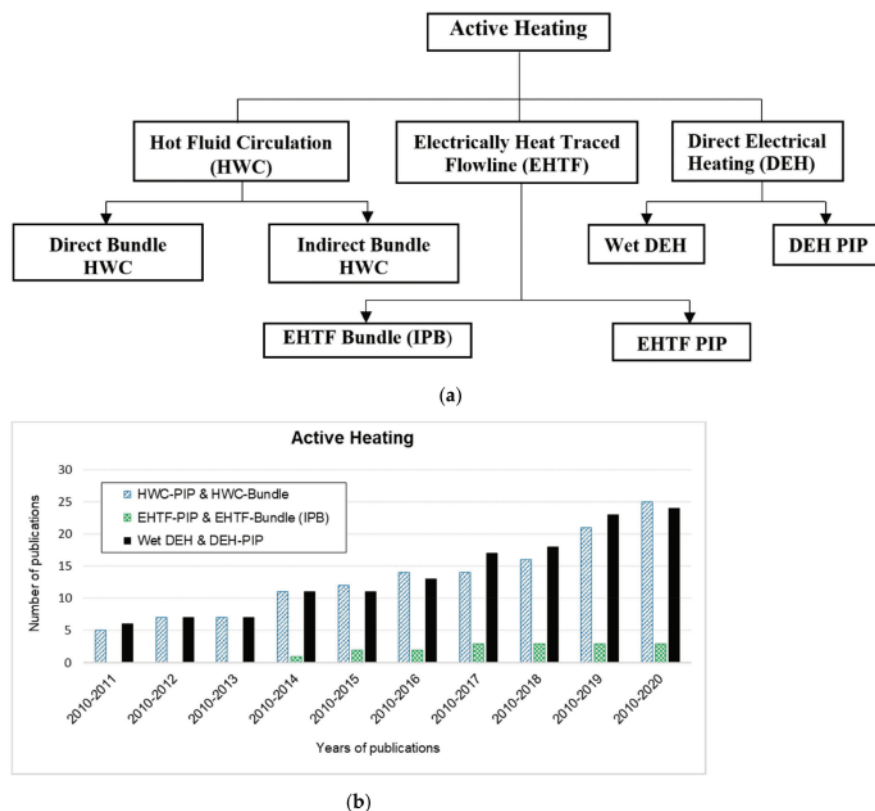 Active Heating
Hot Fluid Circulation
(HWC)
Electrically Heat Traced
Flowline (EHTF)
Direct Electrical
Heating (DEH)
Direct Bundle
HWC
Indirect Bundle
HWC
Wet DEH
DEH PIP
EHTF Bundle (IPB)
EHTF PIP
(a)
Active Heating
30
25
20
15
10
5
0
Number of publications
HWC-PIP & HWC-Bundle
EHTF-PIP & EHTF-Bundle (IPB)
Wet DEH & DEH-PIP
2010-2011
2010-2012
2010-2013
2010-2014
2010-2015
2010-2016
2010-2017
2010-2018
2010-2019
2010-2020
Years of publications
(b)